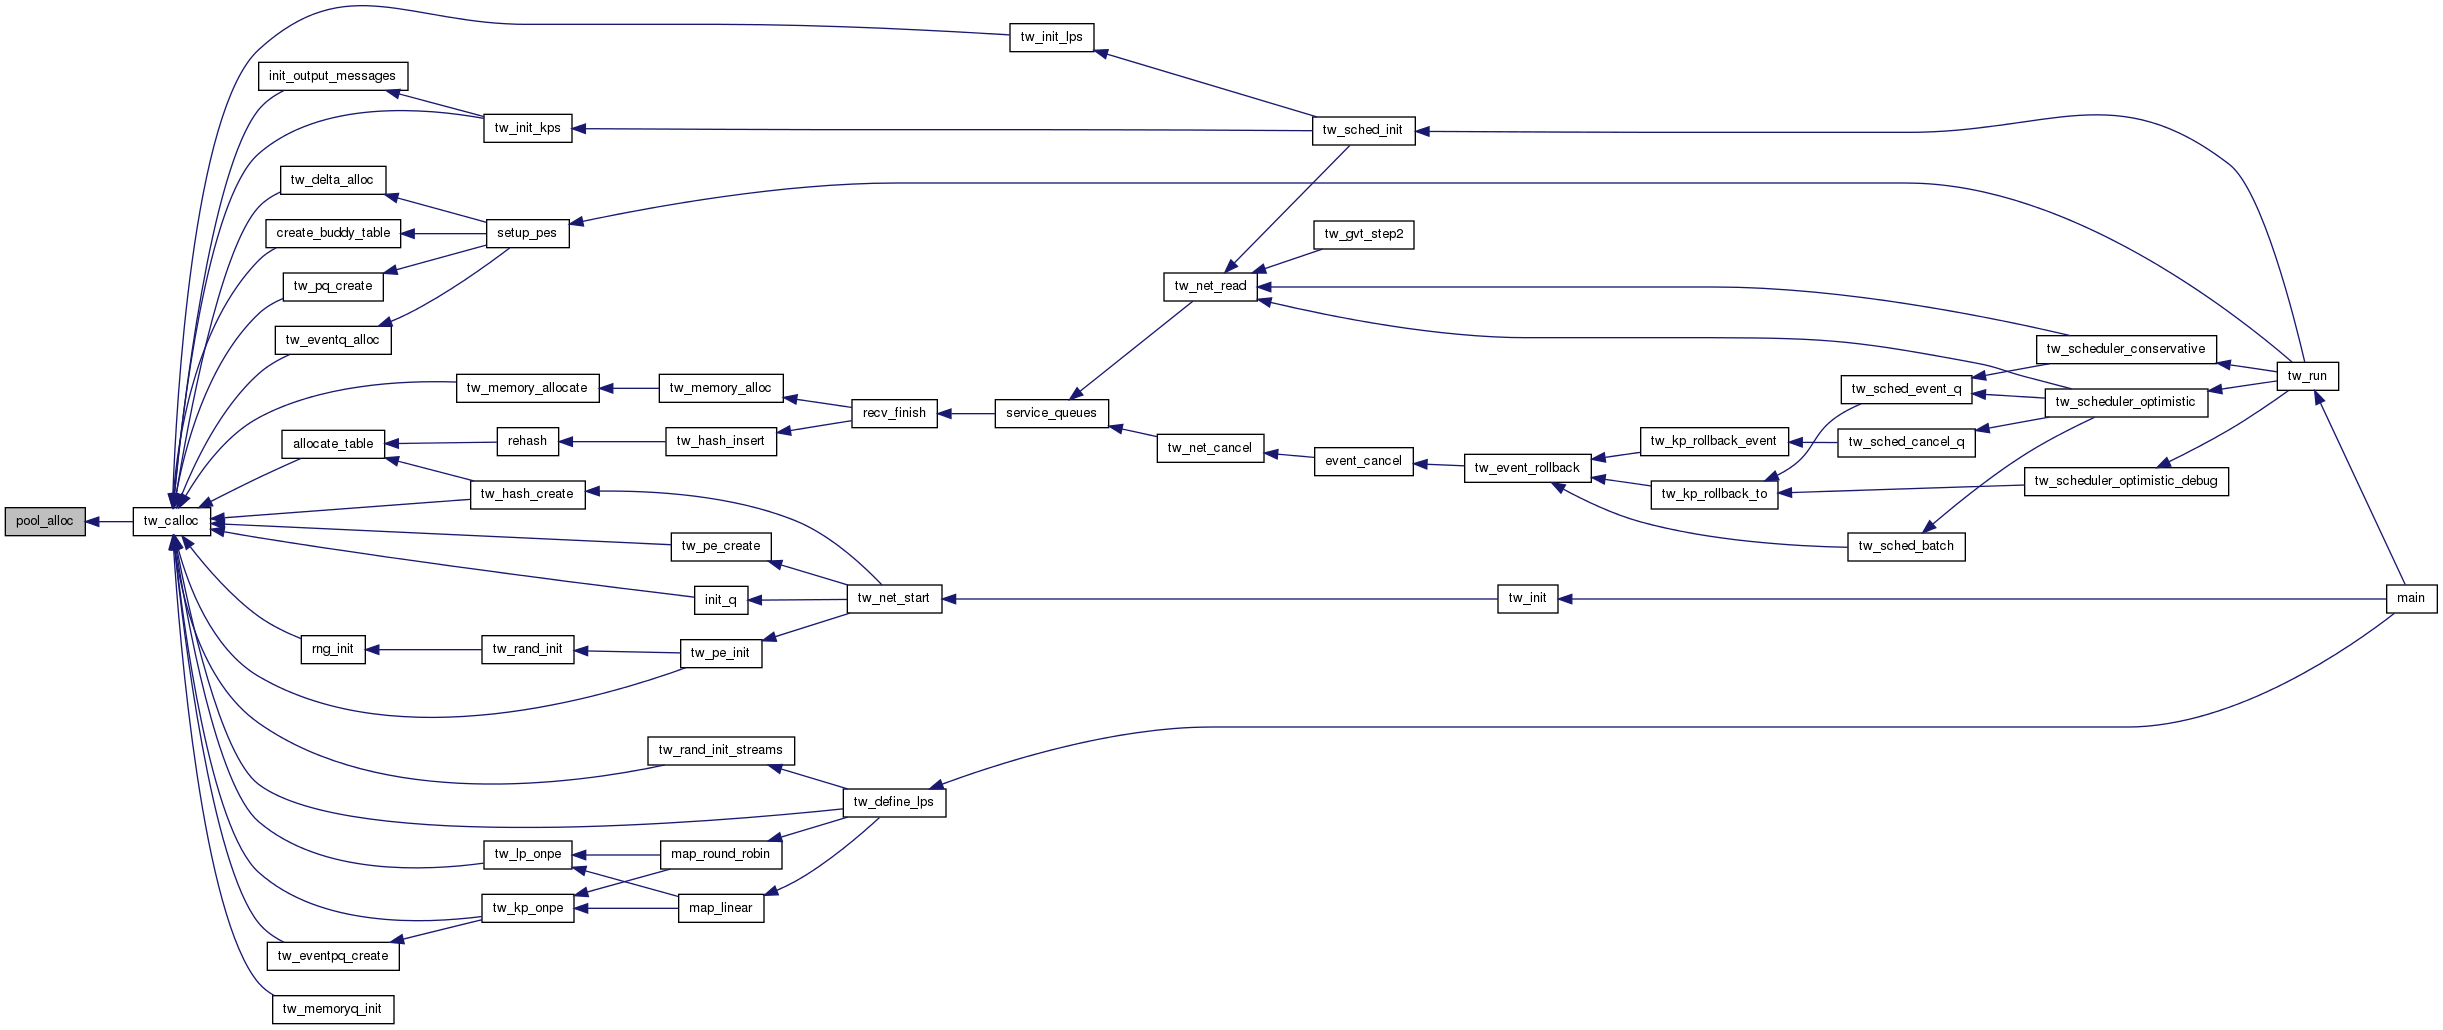 tw_init_lps
init_output_messages
tw_init_kps
tw_sched_init
tw_delta_alloc
create_buddy_table
setup_pes
tw_gvt_step2
tw_pq_create
tw_net_read
tw_eventq_alloc
tw_scheduler_conservative
tw_run
tw_memory_allocate
tw_memory_alloc
tw_sched_event_q
recv_finish
service_queues
tw_scheduler_optimistic
allocate_table
rehash
tw_hash_insert
tw_net_cancel
tw_kp_rollback_event
tw_sched_cancel_q
event_cancel
tw_event_rollback
tw_scheduler_optimistic_debug
tw_hash_create
tw_kp_rollback_to
pool_alloc
tw_calloc
tw_pe_create
tw_sched_batch
init_q
tw_net_start
tw_init
main
rng_init
tw_rand_init
tw_pe_init
tw_rand_init_streams
tw_define_lps
tw_lp_onpe
map_round_robin
tw_kp_onpe
map_linear
tw_eventpq_create
tw_memoryq_init